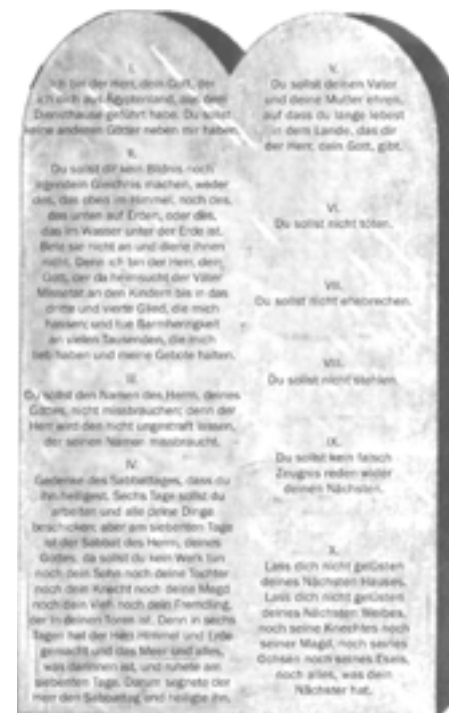 I.
Ich bin der Herr, dein Gott, der
ich dich aus Ägyptenland, aus dem
Diensthause geführt habe. Du sollst
keine anderen Götter neben mir haben.
II.
Du sollst dir kein Bildnis noch
irgendein Gleichnis machen, weder
des, das oben im Himmel, noch des,
das unten auf Erden, oder des,
das im Wasser unter der Erde ist.
Bete sie nicht an und diene ihnen
nicht. Denn ich bin der Herr, dein
Gott, der da heimsucht der Väter
Missetat an den Kindern bis in das
dritte und vierte Glied, die mich
hassen; und tue Barmherzigkeit
an vielen Tausenden, die mich
lieb haben und meine Gebote halten.
III.
Du sollst den Namen des Herrn, deines
Gottes, nicht missbrauchen; denn der
Herr wird den nicht ungestraft lassen,
der seinen Namen missbraucht.
IV.
Gedenke des Sabbattages, dass du
ihn heiligest. Sechs Tage sollst du
arbeiten und alle deine Dinge
beschicken; aber am siebenten Tage
ist der Sabbat des Herrn, deines
Gottes, da sollst du kein Werk tun
noch dein Sohn noch deine Tochter
noch dein Knecht noch deine Magd
noch dein Vieh noch dein Fremdling,
der in deinen Toren ist. Denn in sechs
Tagen hat der Herr Himmel und Erde
gemacht und das Meer und alles,
was darinnen ist, und ruhete am
siebenten Tage. Darum segnete der
Herr den Sabbattag und heiligte ihn.
V.
Du sollst deinen Vater
und deine Mutter ehren,
auf dass du lange lebest
in dem Lande, das dir
der Herr, dein Gott, gibt.
VI.
Du sollst nicht töten.
VII.
Du sollst nicht ehebrechen.
VIII.
Du sollst nicht stehlen.
IX.
Du sollst kein falsch
Zeugnis reden wider
deinen Nächsten.
X.
Lass dich nicht gelüsten
deines Nächsten Hauses.
Lass dich nicht gelüsten
deines Nächsten Weibes,
noch seine Knechtes noch
seiner Magd, noch seines
Ochsen noch seines Esels,
noch alles, was dein
Nächster hat.